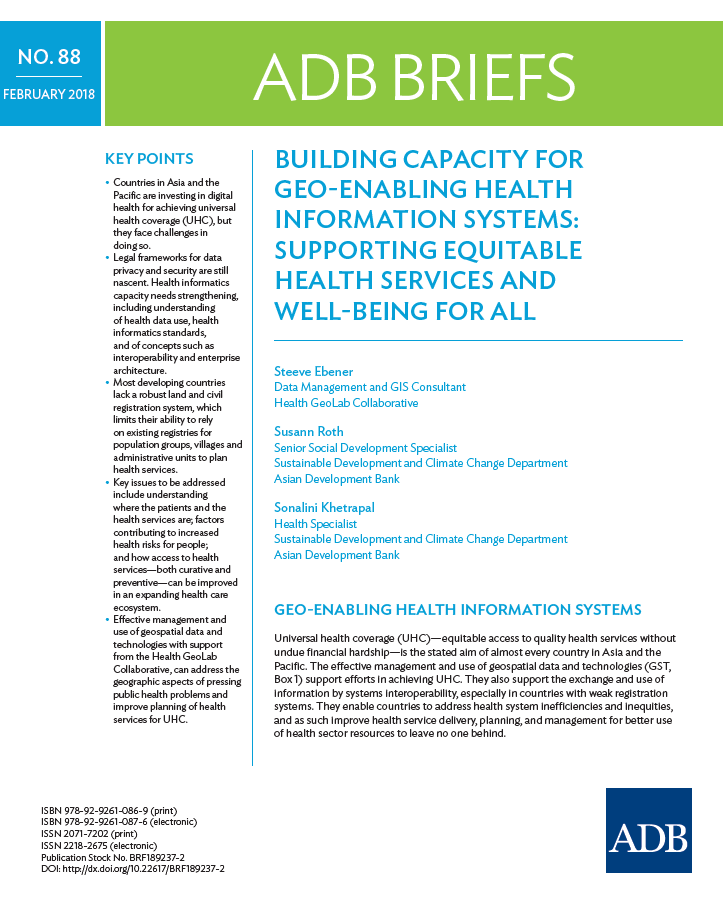 NO. 88
FEBRUARY 2018
ADB BRIEFS
KEY POINTS
• Countries in Asia and the
Pacific are investing in digital
health for achieving universal
health coverage (UHC), but
they face challenges in
doing so.
• Legal frameworks for data
privacy and security are still
nascent. Health informatics
capacity needs strengthening,
including understanding
of health data use, health
informatics standards,
and of concepts such as
interoperability and enterprise
architecture.
• Most developing countries
lack a robust land and civil
registration system, which
limits their ability to rely
on existing registries for
population groups, villages and
administrative units to plan
health services.
• Key issues to be addressed
include understanding
where the patients and the
health services are; factors
contributing to increased
health risks for people;
and how access to health
services—both curative and
preventive—can be improved
in an expanding health care
ecosystem.
• Effective management and
use of geospatial data and
technologies with support
from the Health GeoLab
Collaborative, can address the
geographic aspects of pressing
public health problems and
improve planning of health
services for UHC.
BUILDING CAPACITY FOR
GEO-ENABLING HEALTH
INFORMATION SYSTEMS:
SUPPORTING EQUITABLE
HEALTH SERVICES AND
WELL-BEING FOR ALL
Steeve Ebener
Data Management and GIS Consultant
Health GeoLab Collaborative
Susann Roth
Senior Social Development Specialist
Sustainable Development and Climate Change Department
Asian Development Bank
Sonalini Khetrapal
Health Specialist
Sustainable Development and Climate Change Department
Asian Development Bank
GEO-ENABLING HEALTH INFORMATION SYSTEMS
Universal health coverage (UHC)—equitable access to quality health services without
undue financial hardship—is the stated aim of almost every country in Asia and the
Pacific. The effective management and use of geospatial data and technologies (GST,
Box 1) support efforts in achieving UHC. They also support the exchange and use of
information by systems interoperability, especially in countries with weak registration
systems. They enable countries to address health system inefficiencies and inequities,
and as such improve health service delivery, planning, and management for better use
of health sector resources to leave no one behind.
ISBN 978-92-9261-086-9 (print)
ISBN 978-92-9261-087-6 (electronic)
ISSN 2071-7202 (print)
ISSN 2218-2675 (electronic)
Publication Stock No. BRF189237-2
DOI: http://dx.doi.org/10.22617/BRF189237-2
ADB